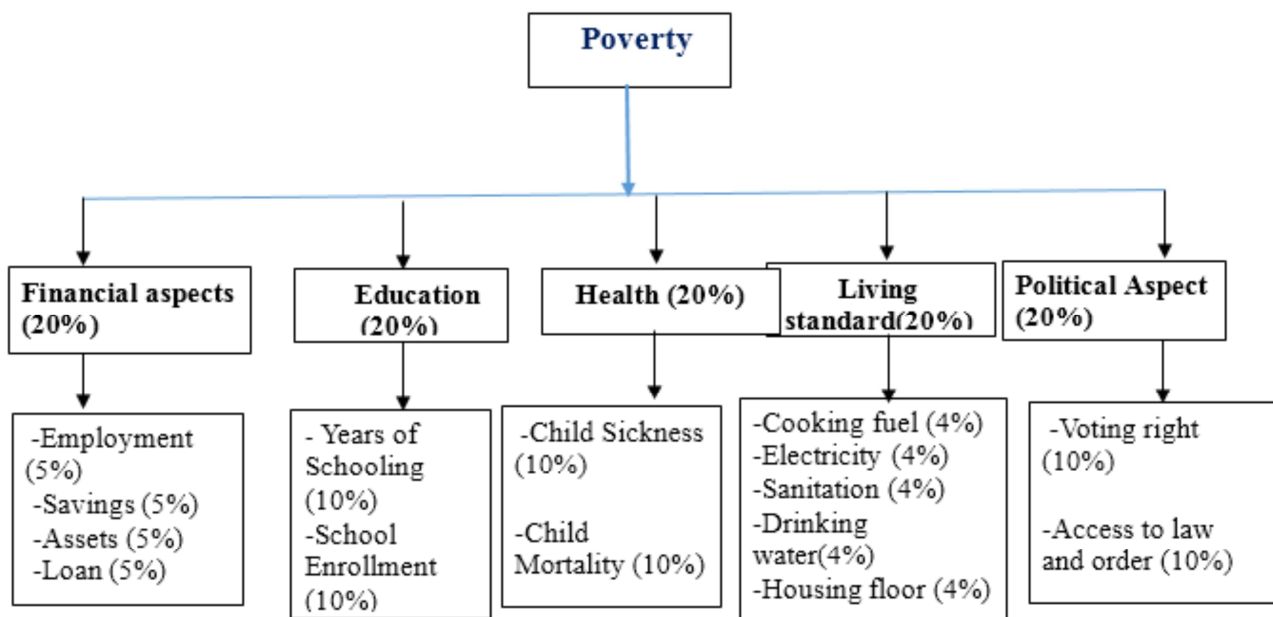 Poverty
Financial aspects
(20%)
Education
(20%)
Health (20%)
Living
standard(20%)
Political Aspect
(20%)
-Employment
(5%)
-Savings (5%)
-Assets (5%)
-Loan (5%)
- Years of
Schooling
(10%)
-School
Enrollment
(10%)
-Child Sickness
(10%)
-Child
Mortality (10%)
-Cooking fuel (4%)
-Electricity (4%)
-Sanitation (4%)
-Drinking
water(4%)
-Housing floor (4%)
-Voting right
(10%)
-Access to law
and order (10%)